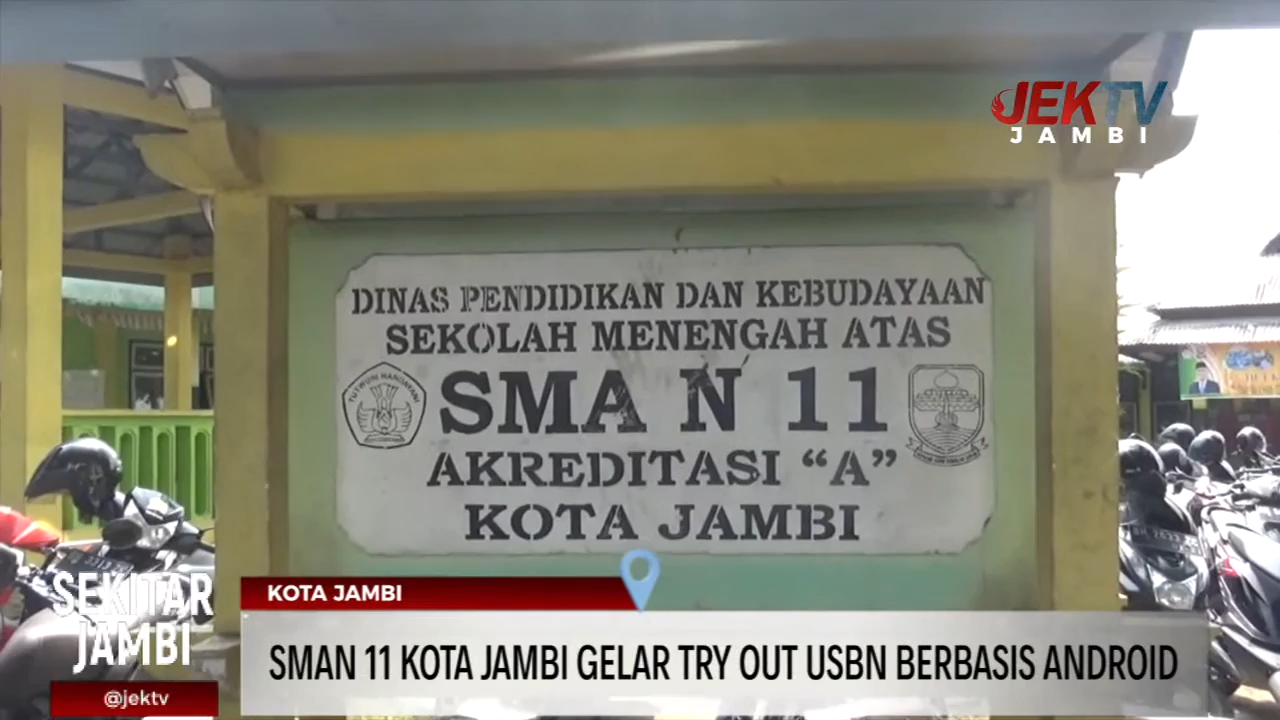 JEKTV
JAMBI
DINAS PENDIDIKAN DAN KEBUDAYAAN
SEKOLAH MENENGAH ATAS
TUTWURI HANDAYANI
SMA N 11
AKREDITASI “A”
KOTA JAMBI
SEKITAR
JAMBI
@jektv
KOTA JAMBI
SMAN 11 KOTA JAMBI GELAR TRY OUT USBN BERBASIS ANDROID